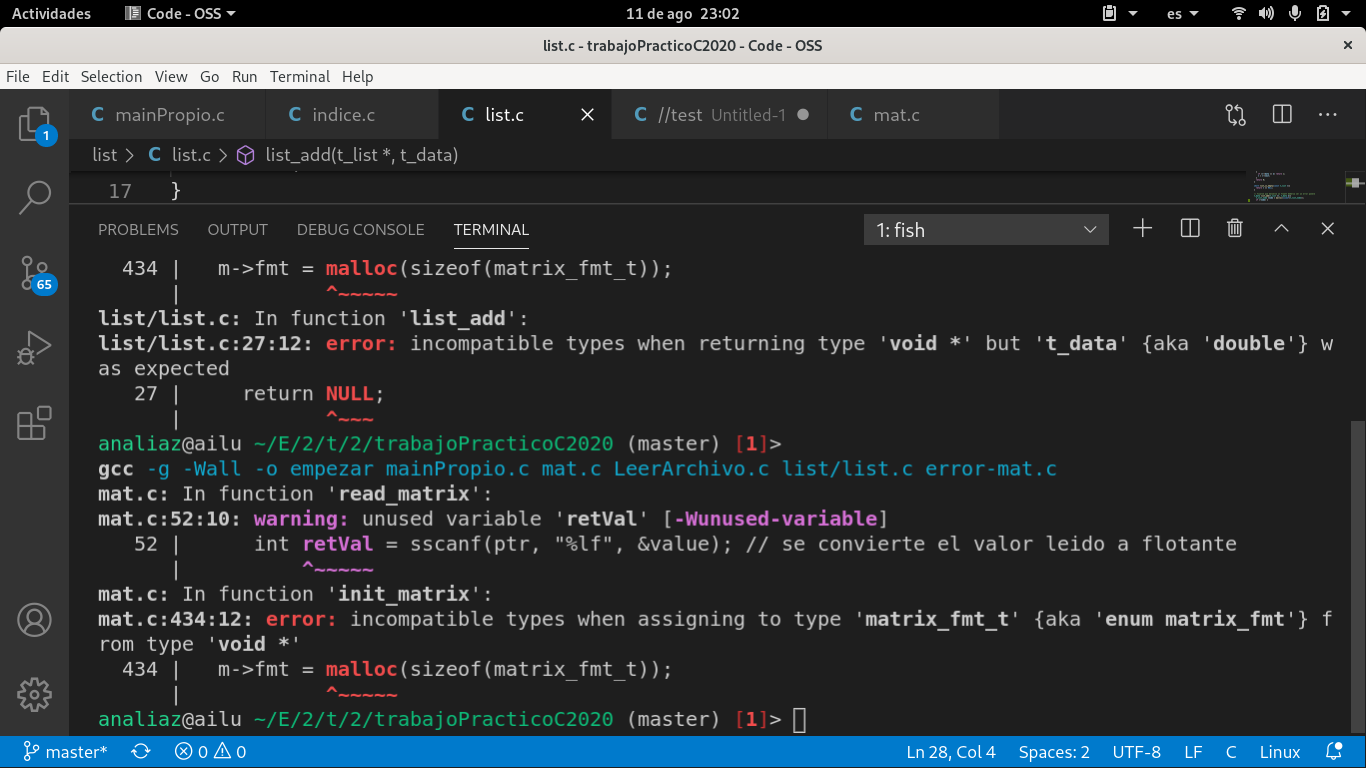 Actividades Code - OSS 11 de ago 23:02 es
list.c - trabajoPracticoC2020 - Code - OSS
File Edit Selection View Go Run Terminal Help
C mainPropio.c C indice.c C list.c C //test Untitled-1 C mat.c
1
list > C list.c > list_add(t_list *, t_data)
17 }
PROBLEMS OUTPUT DEBUG CONSOLE TERMINAL 1: fish
65
434 | m->fmt = malloc(sizeof(matrix_fmt_t));
| ^~~~~~
list/list.c: In function 'list_add':
list/list.c:27:12: error: incompatible types when returning type 'void *' but 't_data' {aka 'double'} w
as expected
27 | return NULL;
| ^~~~
analiaz@ailu ~/E/2/t/2/trabajoPracticoC2020 (master) [1]>
gcc -g -Wall -o empezar mainPropio.c mat.c LeerArchivo.c list/list.c error-mat.c
mat.c: In function 'read_matrix':
mat.c:52:10: warning: unused variable 'retVal' [-Wunused-variable]
52 | int retVal = sscanf(ptr, "%lf", &value); // se convierte el valor leido a flotante
| ^~~~~~
mat.c: In function 'init_matrix':
mat.c:434:12: error: incompatible types when assigning to type 'matrix_fmt_t' {aka 'enum matrix_fmt'} f
rom type 'void *'
434 | m->fmt = malloc(sizeof(matrix_fmt_t));
| ^~~~~~
analiaz@ailu ~/E/2/t/2/trabajoPracticoC2020 (master) [1]>
master* 0 0 Ln 28, Col 4 Spaces: 2 UTF-8 LF C Linux